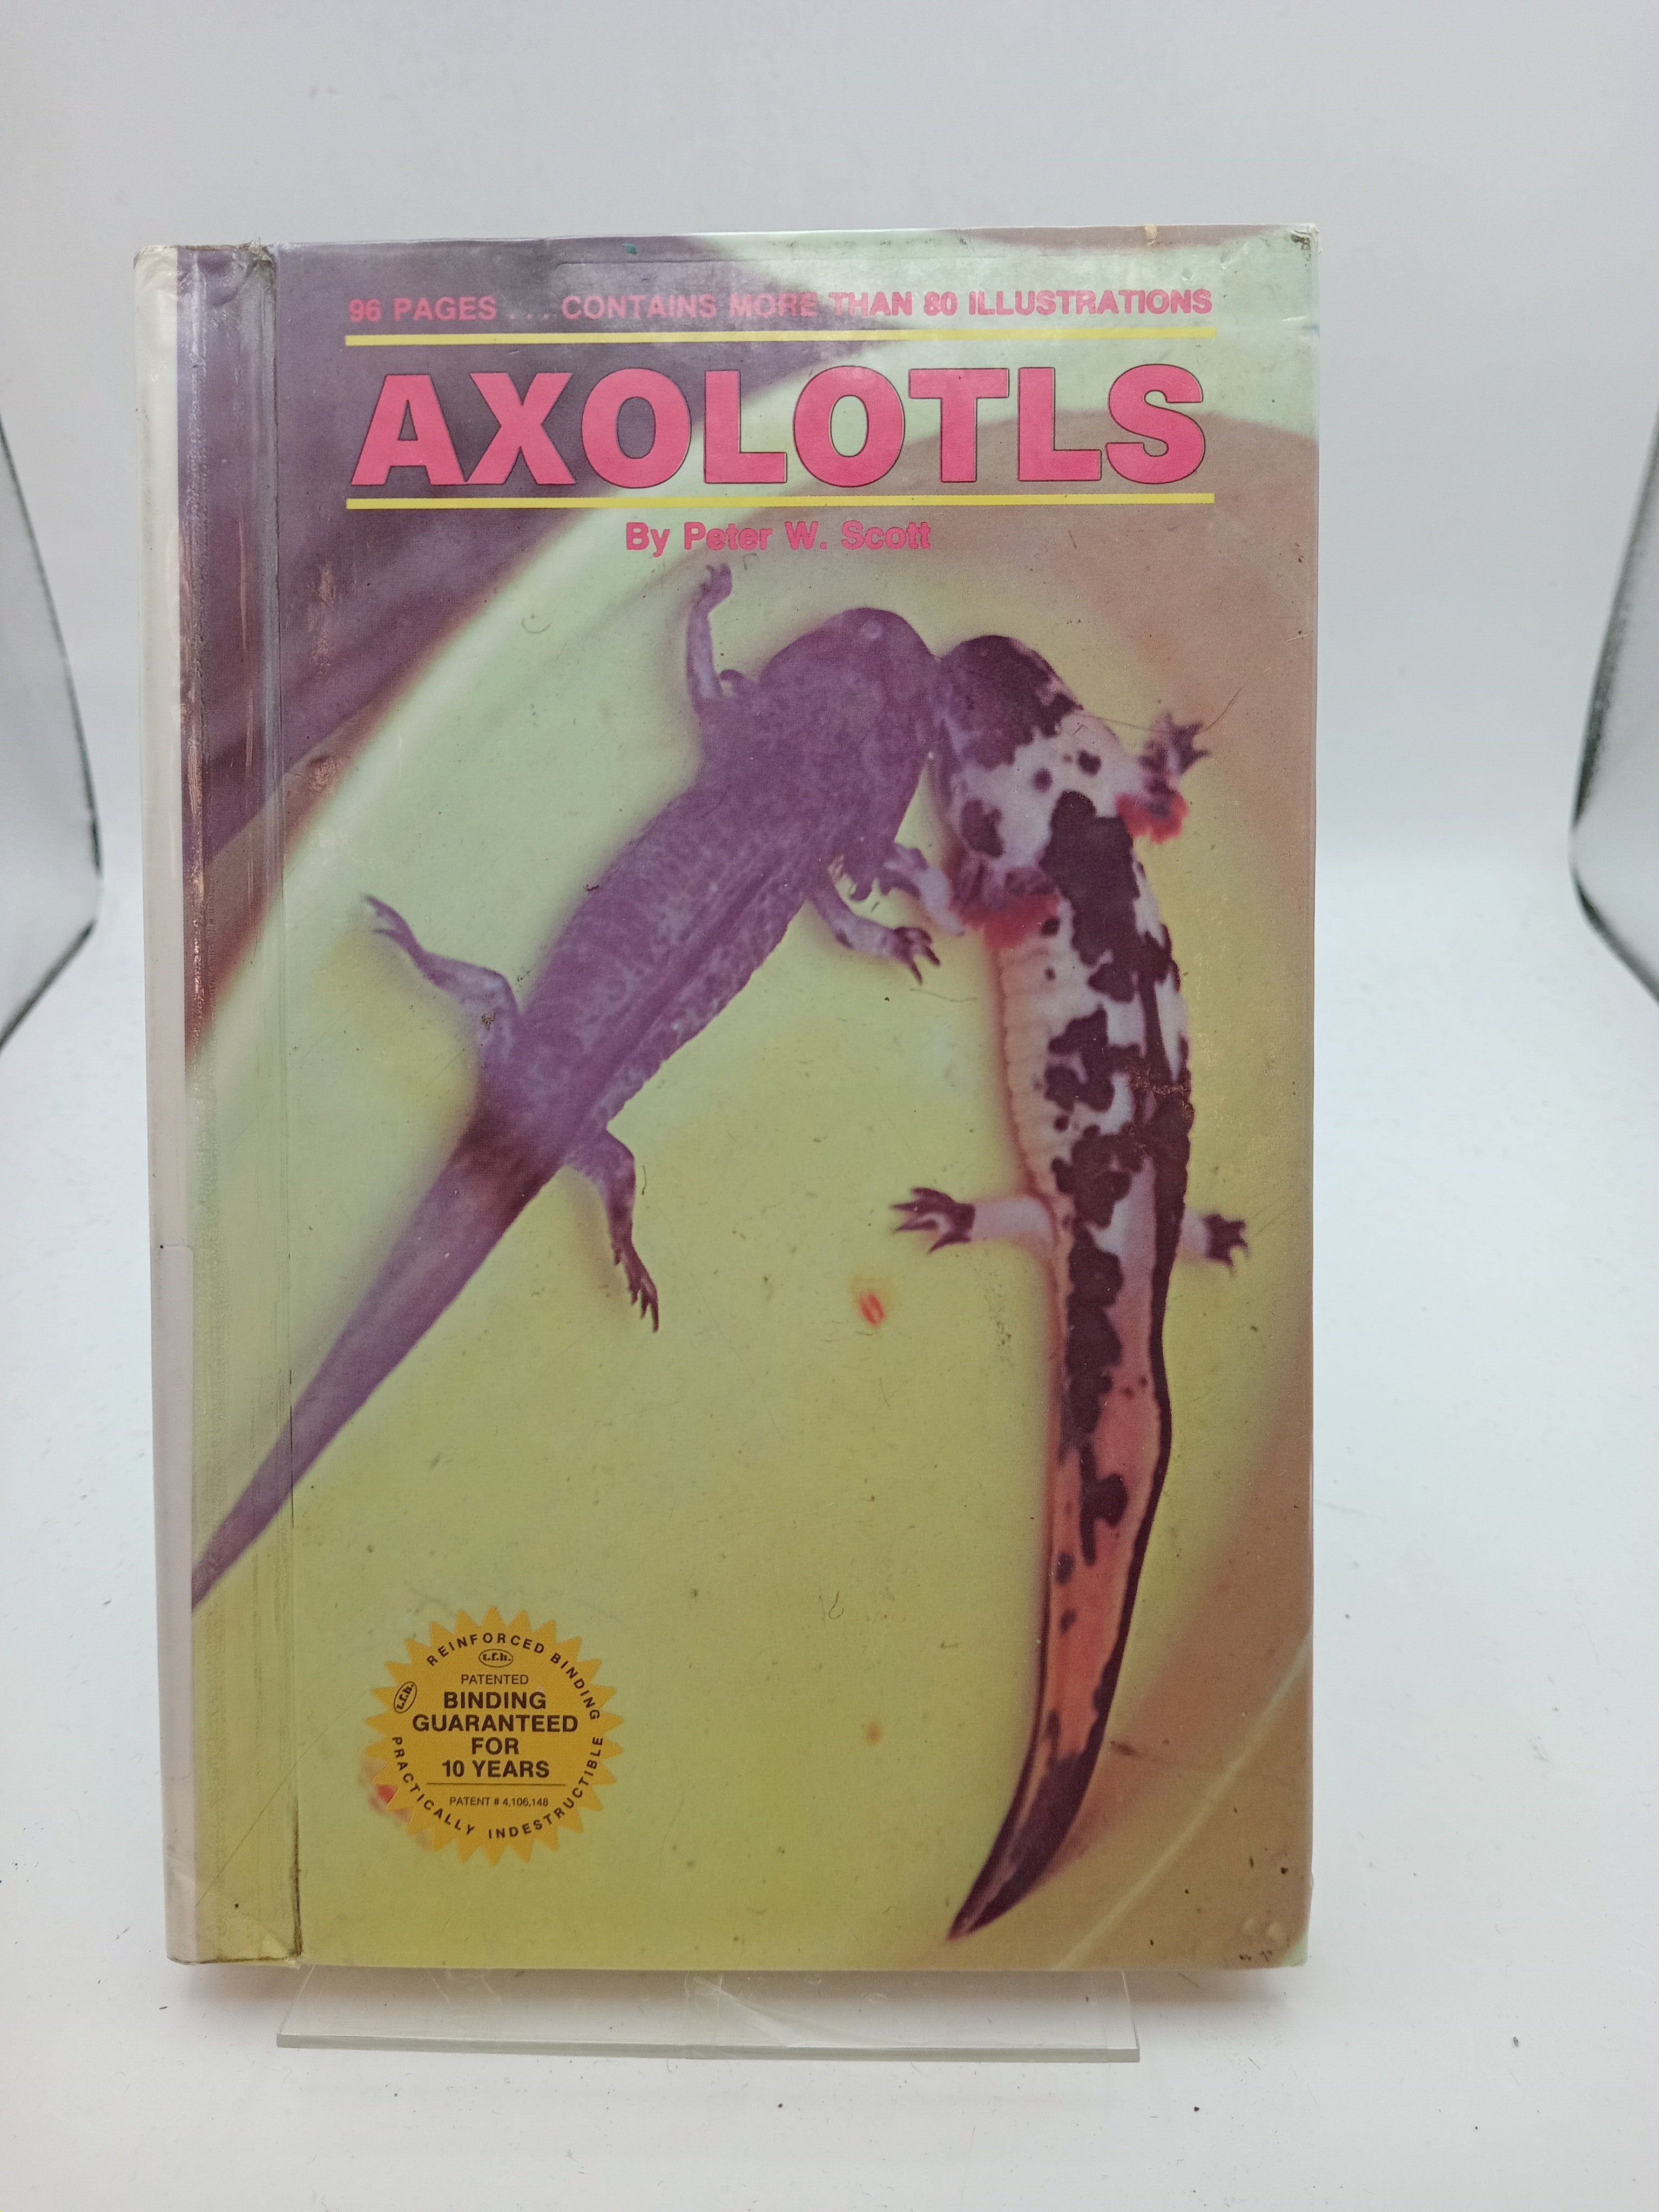 96 PAGES . . . CONTAINS MORE THAN 80 ILLUSTRATIONS
AXOLOTLS
By Peter W. Scott
REINFORCED BINDING
t.f.h.
t.f.h.
PATENTED
BINDING
GUARANTEED
FOR
10 YEARS
PATENT # 4,106,148
PRACTICALLY INDESTRUCTIBLE